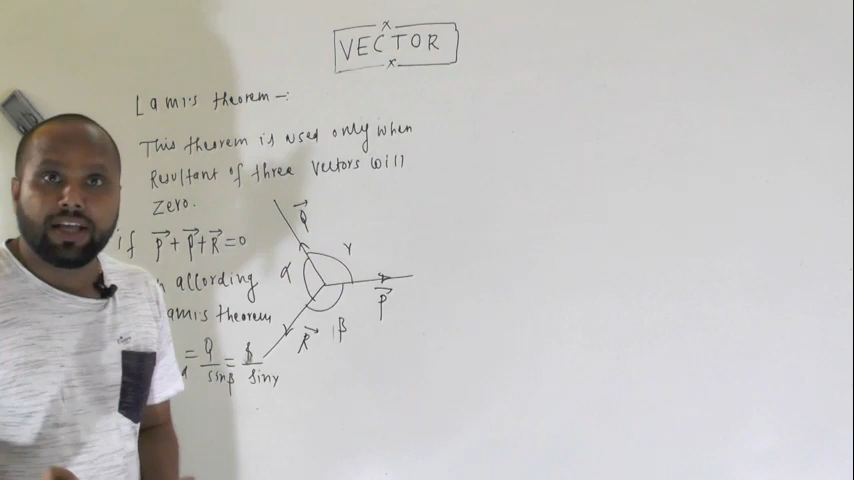 VECTOR
Lami's theorem -:
This theorem is used only when
Resultant of three Vectors will
Zero.
if P + P + R = 0
according
Lamis theorem
= Q/sinβ = R/sinγ
Q
γ
α
P
R
β